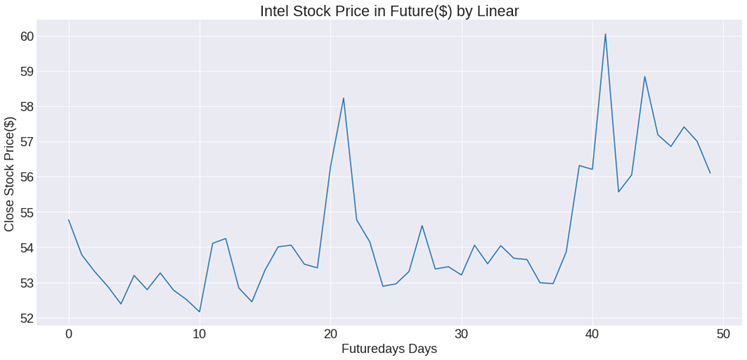 Intel Stock Price in Future($) by Linear
Close Stock Price($)
60
59
58
57
56
55
54
53
52
0 10 20 30 40 50
Futuredays Days